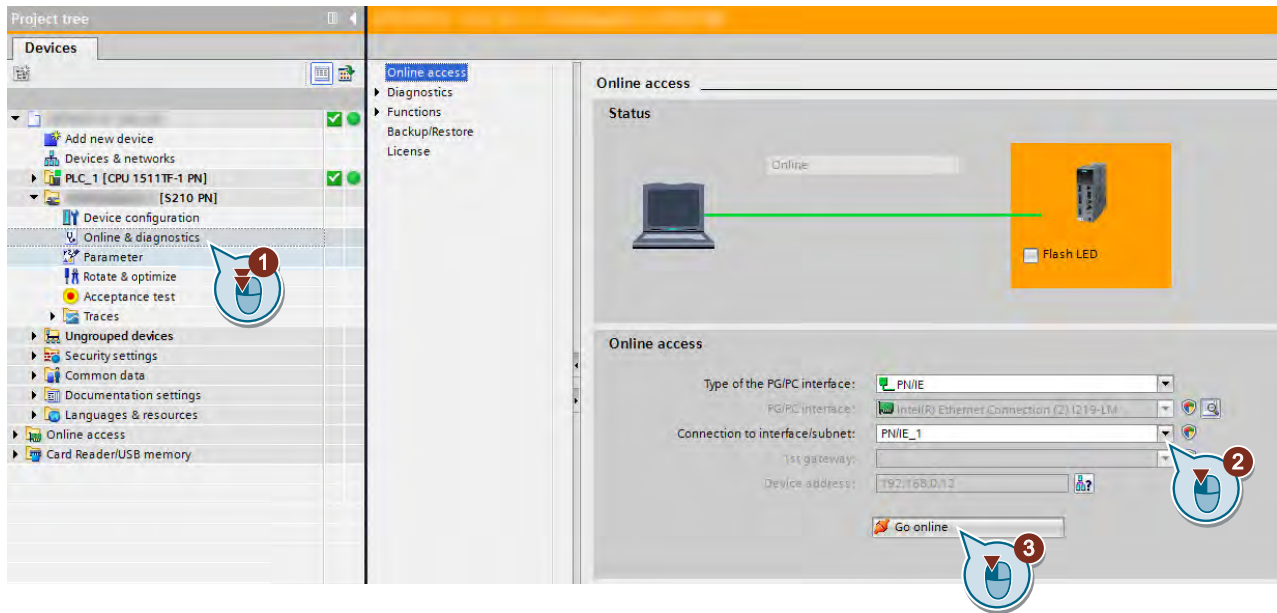 Project tree
Devices
Add new device
Devices & networks
PLC_1 [CPU 1511TF-1 PN]
[S210 PN]
Device configuration
Online & diagnostics
Parameter
Rotate & optimize
Acceptance test
Traces
Ungrouped devices
Security settings
Common data
Documentation settings
Languages & resources
Online access
Card Reader/USB memory
1
Online access
Diagnostics
Functions
Backup/Restore
License
Online access
Status
Online
Flash LED
Online access
Type of the PG/PC interface: PN/IE
PG/PC interface: Intel(R) Ethernet Connection (2) I219-LM
Connection to interface/subnet: PN/IE_1
1st gateway:
Device address: 192.168.0.12
?
2
Go online
3